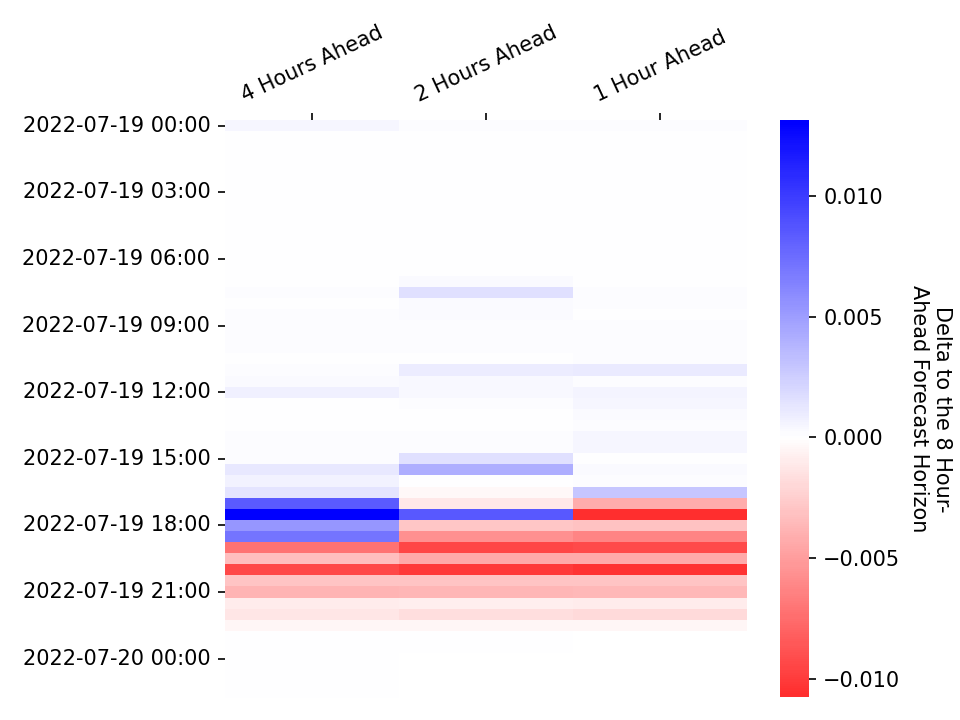 4 Hours Ahead
2 Hours Ahead
1 Hour Ahead
2022-07-19 00:00
2022-07-19 03:00
2022-07-19 06:00
2022-07-19 09:00
2022-07-19 12:00
2022-07-19 15:00
2022-07-19 18:00
2022-07-19 21:00
2022-07-20 00:00
0.010
0.005
0.000
−0.005
−0.010
Delta to the 8 Hour-
Ahead Forecast Horizon